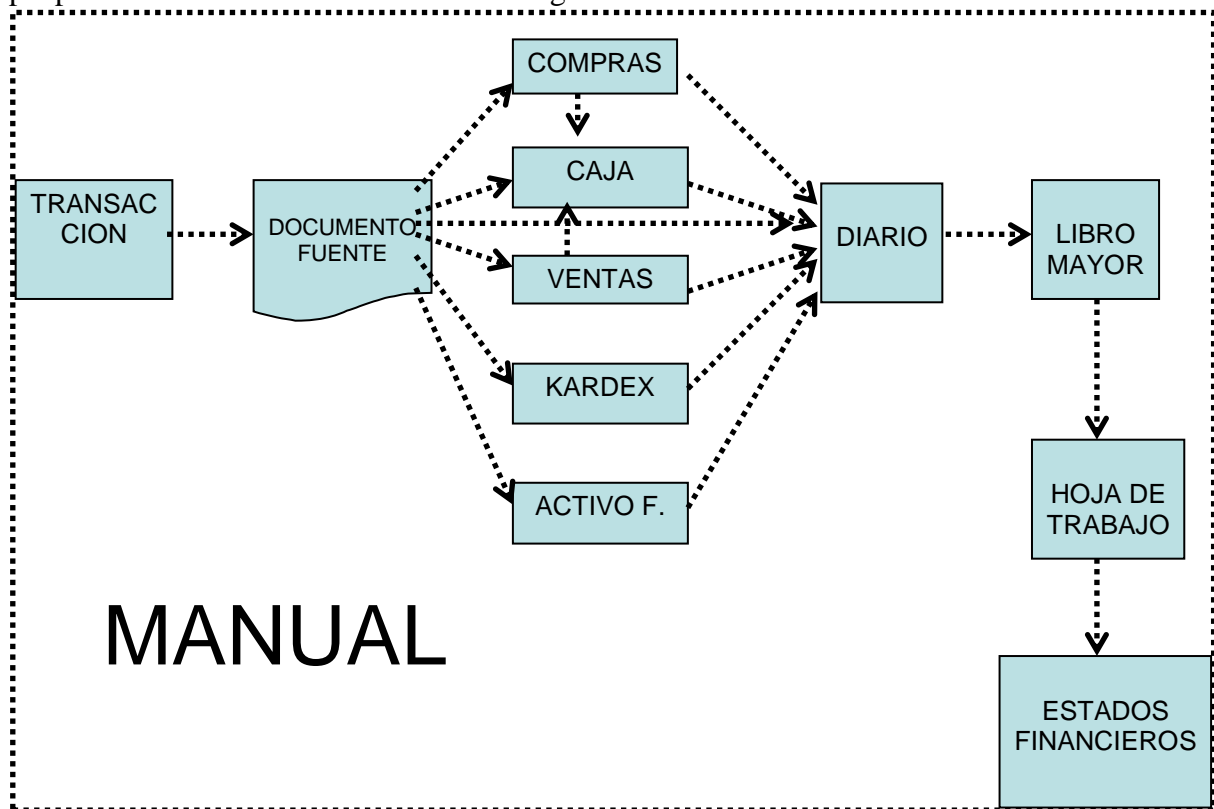 COMPRAS
CAJA
TRANSAC
CION
DOCUMENTO
FUENTE
DIARIO
LIBRO
MAYOR
VENTAS
KARDEX
ACTIVO F.
HOJA DE
TRABAJO
MANUAL
ESTADOS
FINANCIEROS